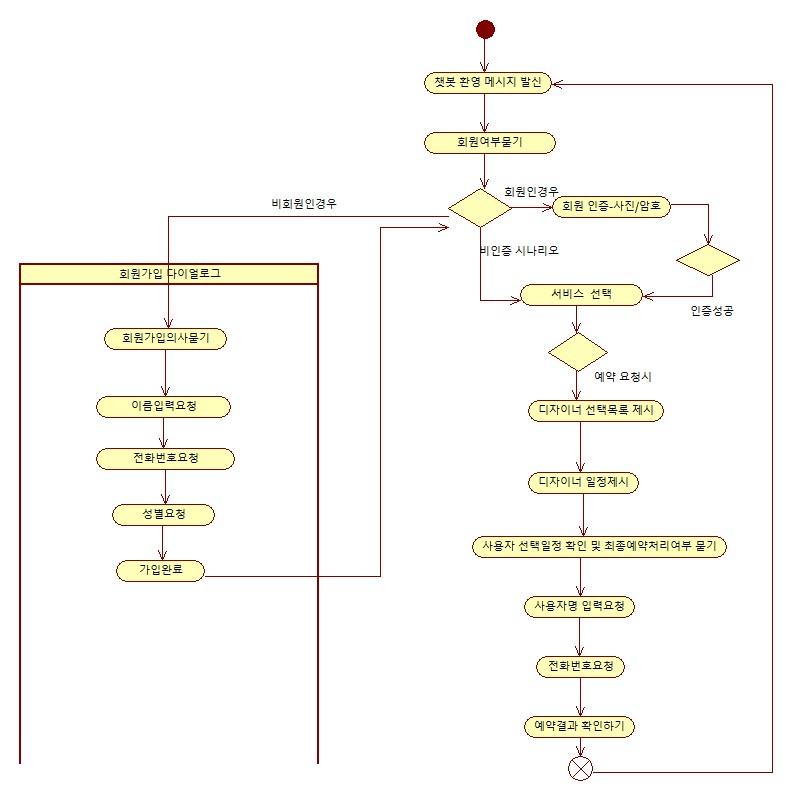 챗봇 환영 메시지 발신
회원여부묻기
회원인경우
비회원인경우
회원 인증-사진/암호
비인증 시나리오
회원가입 다이얼로그
서비스 선택
인증성공
회원가입의사묻기
예약 요청시
이름입력요청
디자이너 선택목록 제시
전화번호요청
디자이너 일정제시
성별요청
사용자 선택일정 확인 및 최종예약처리여부 묻기
가입완료
사용자명 입력요청
전화번호요청
예약결과 확인하기